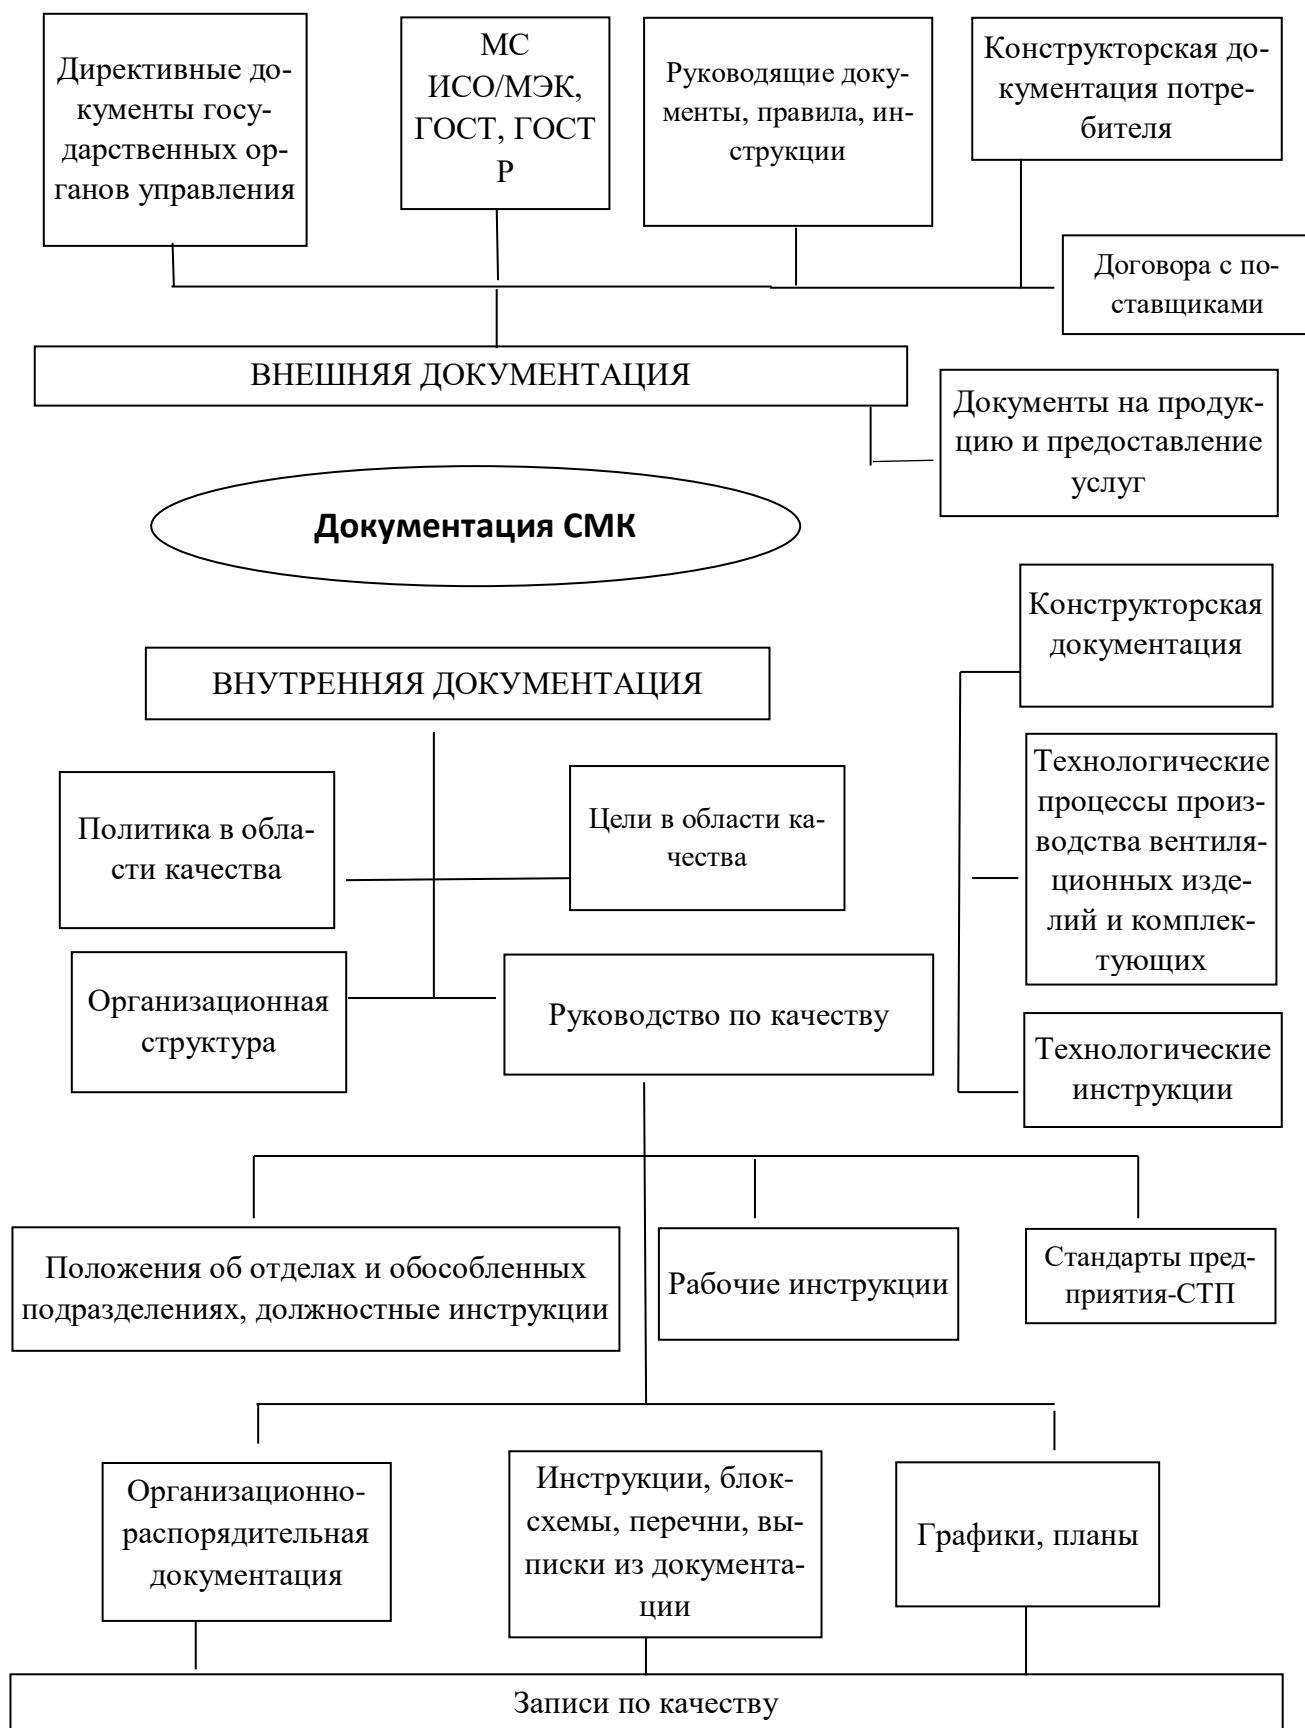 Директивные до-
кументы госу-
дарственных ор-
ганов управления
МС
ИСО/МЭК,
ГОСТ, ГОСТ
Р
Руководящие доку-
менты, правила, ин-
струкции
Конструкторская до-
кументация потре-
бителя
Договора с по-
ставщиками
ВНЕШНЯЯ ДОКУМЕНТАЦИЯ
Документы на продук-
цию и предоставление
услуг
Документация СМК
Конструкторская
документация
ВНУТРЕННЯЯ ДОКУМЕНТАЦИЯ
Технологические
процессы произ-
водства вентиля-
ционных изде-
лий и комплек-
тующих
Политика в обла-
сти качества
Цели в области ка-
чества
Организационная
структура
Руководство по качеству
Технологические
инструкции
Положения об отделах и обособленных
подразделениях, должностные инструкции
Рабочие инструкции
Стандарты пред-
приятия-СТП
Организационно-
распорядительная
документация
Инструкции, блок-
схемы, перечни, вы-
писки из документа-
ции
Графики, планы
Записи по качеству